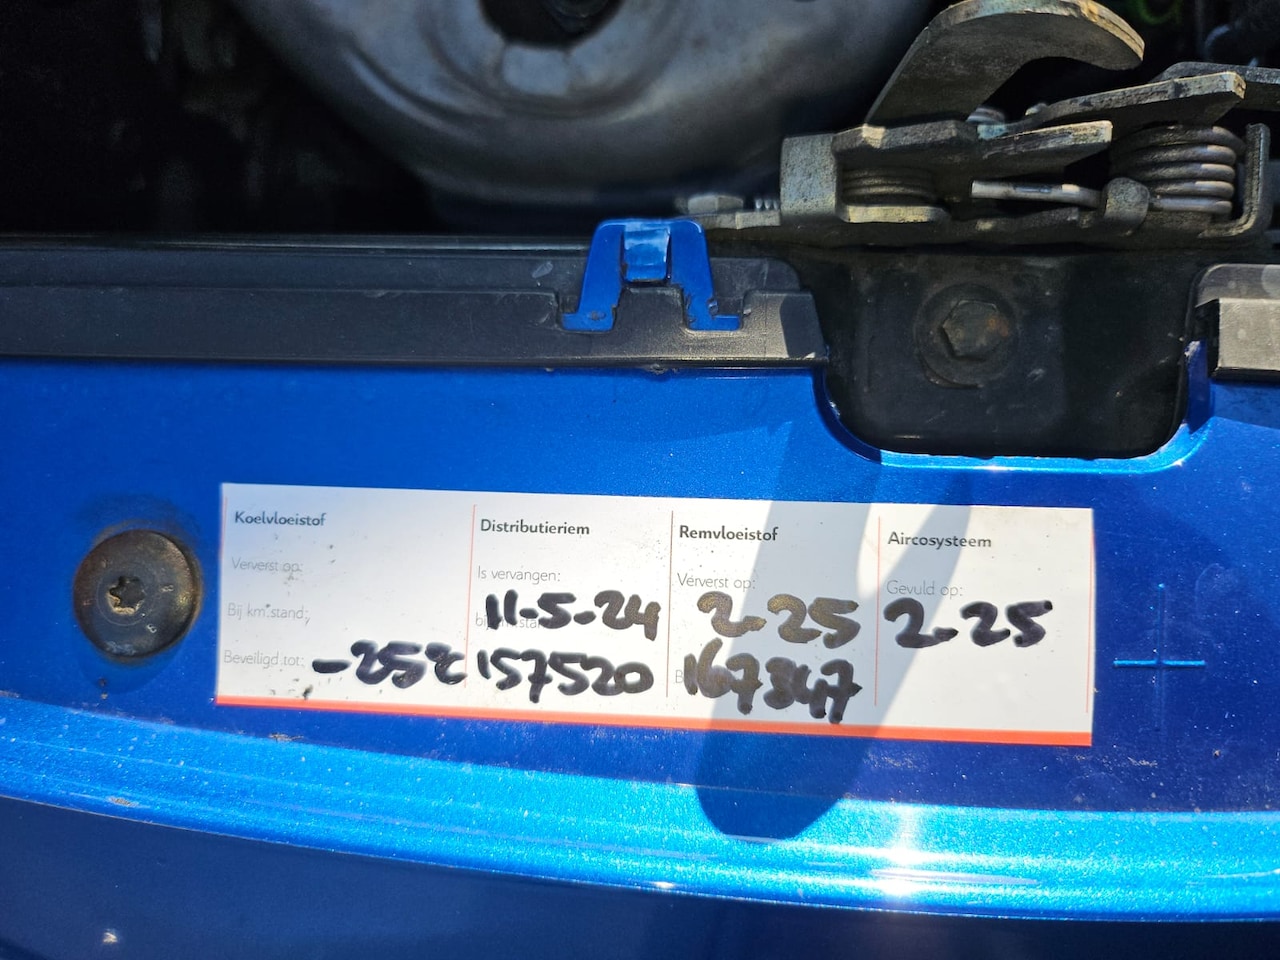 Koelvloeistof
Ververst op:
Bij km.stand:
Beveiligd tot: -25°C
Distributieriem
Is vervangen:
11-5-24
157520
Remvloeistof
Ververst op:
2-25
167347
Aircosysteem
Gevuld op:
2-25